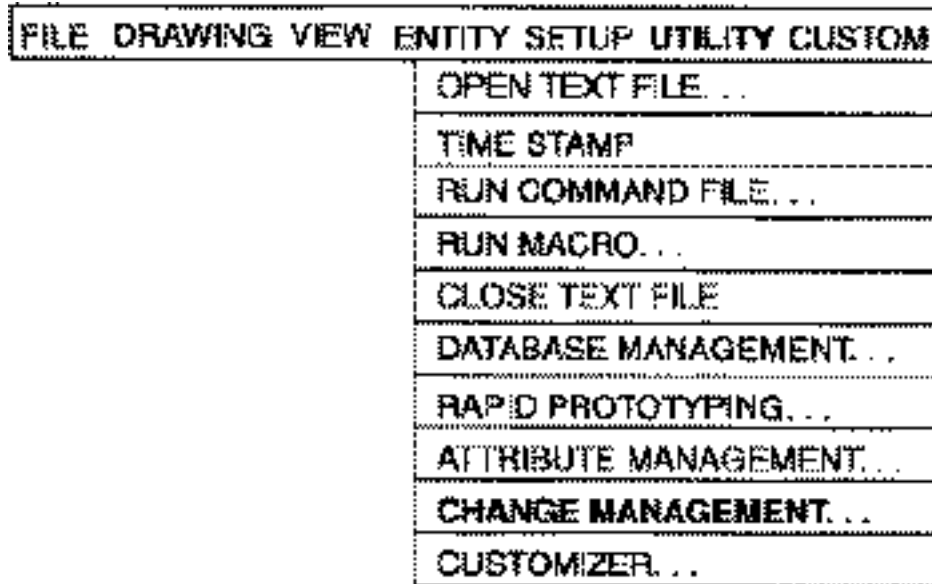 FILE DRAWING VIEW ENTITY SETUP UTILITY CUSTOM
OPEN TEXT FILE...
TIME STAMP
RUN COMMAND FILE...
RUN MACRO...
CLOSE TEXT FILE
DATABASE MANAGEMENT...
RAPID PROTOTYPING...
ATTRIBUTE MANAGEMENT...
CHANGE MANAGEMENT...
CUSTOMIZER...